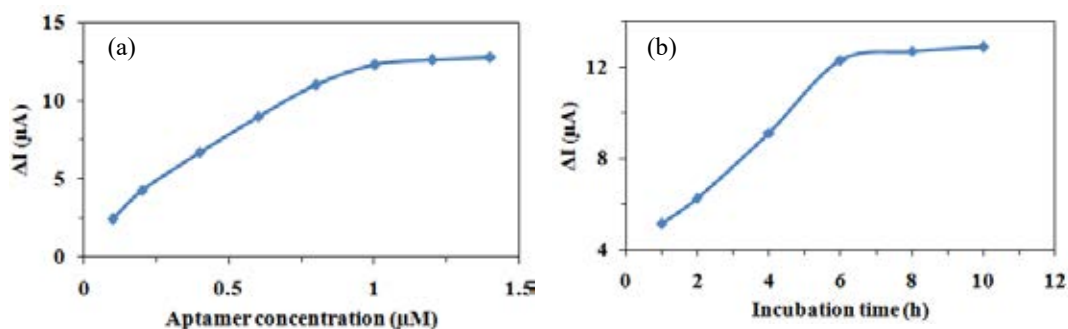 (a)
15
10
5
0
ΔI (µA)
0 0.5 1 1.5
Aptamer concentration (µM)
(b)
12
8
4
ΔI (µA)
0 2 4 6 8 10 12
Incubation time (h)